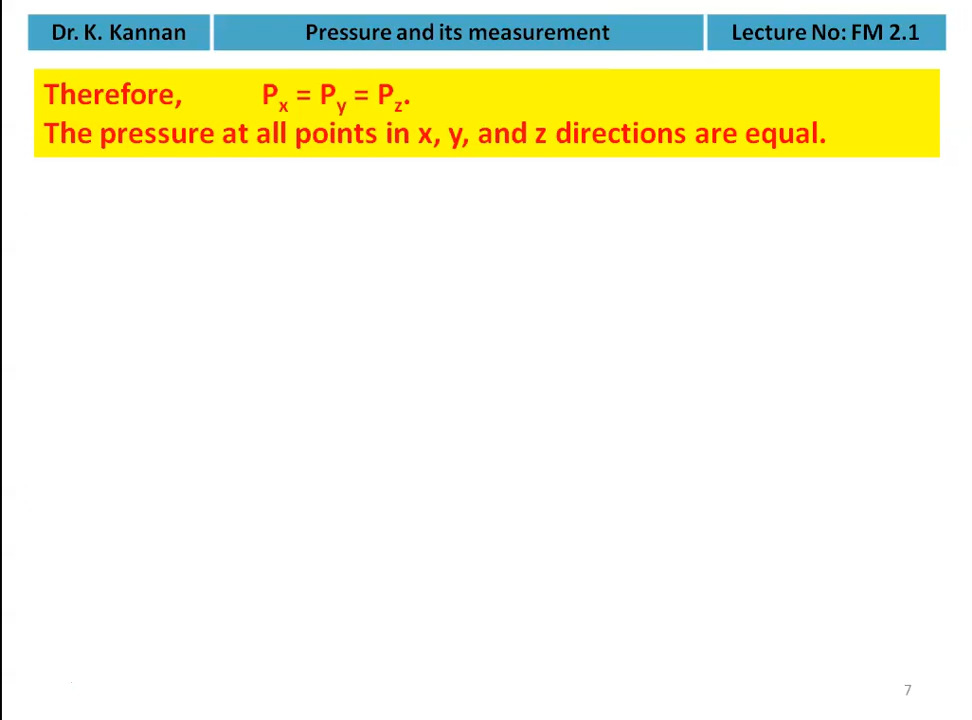 Dr. K. Kannan Pressure and its measurement Lecture No: FM 2.1
Therefore, Px = Py = Pz.
The pressure at all points in x, y, and z directions are equal.
7